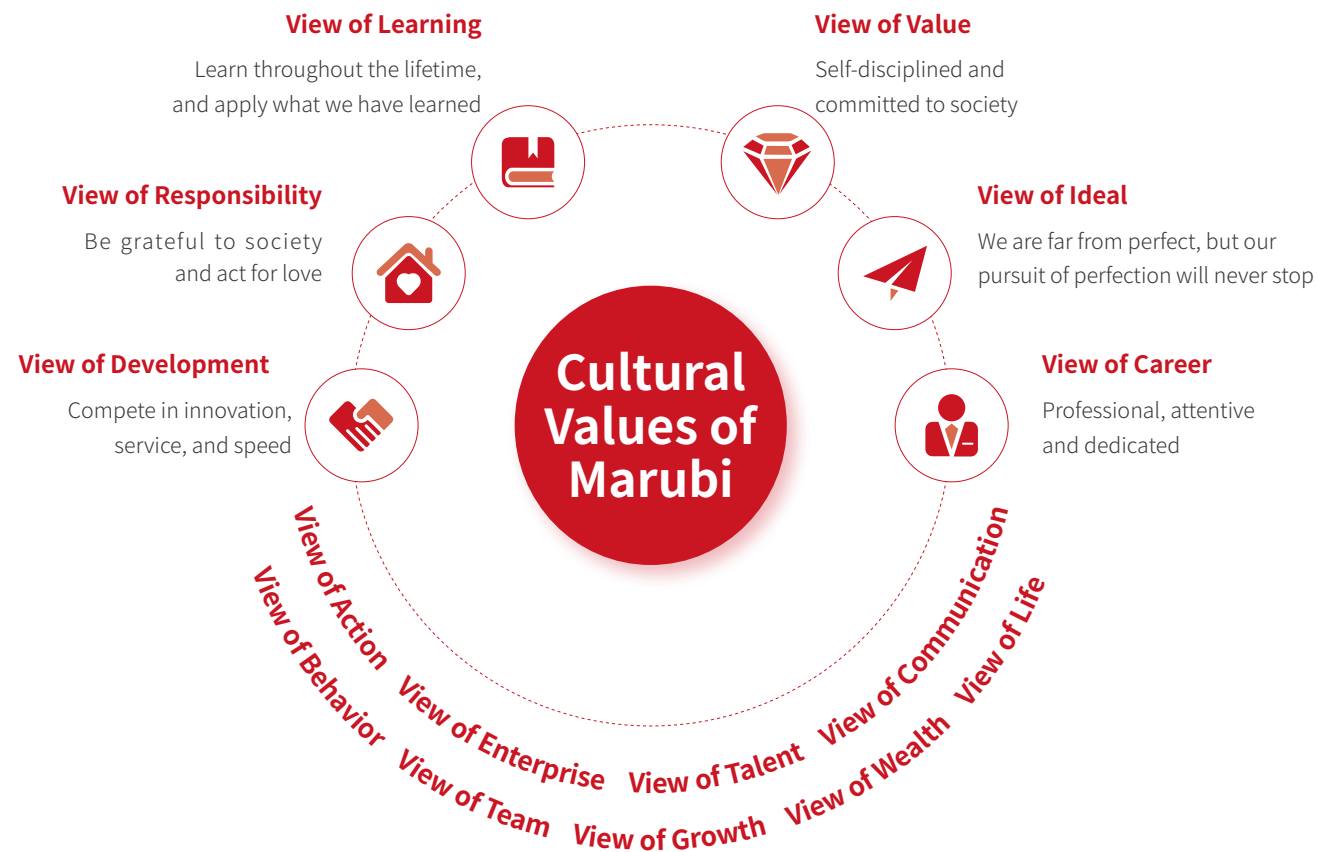 View of Learning
Learn throughout the lifetime,
and apply what we have learned
View of Value
Self-disciplined and
committed to society
View of Responsibility
Be grateful to society
and act for love
View of Ideal
We are far from perfect, but our
pursuit of perfection will never stop
View of Development
Compete in innovation,
service, and speed
View of Career
Professional, attentive
and dedicated
Cultural
Values of
Marubi
View of Action
View of Enterprise
View of Talent
View of Communication
View of Behavior
View of Team
View of Growth
View of Wealth
View of Life